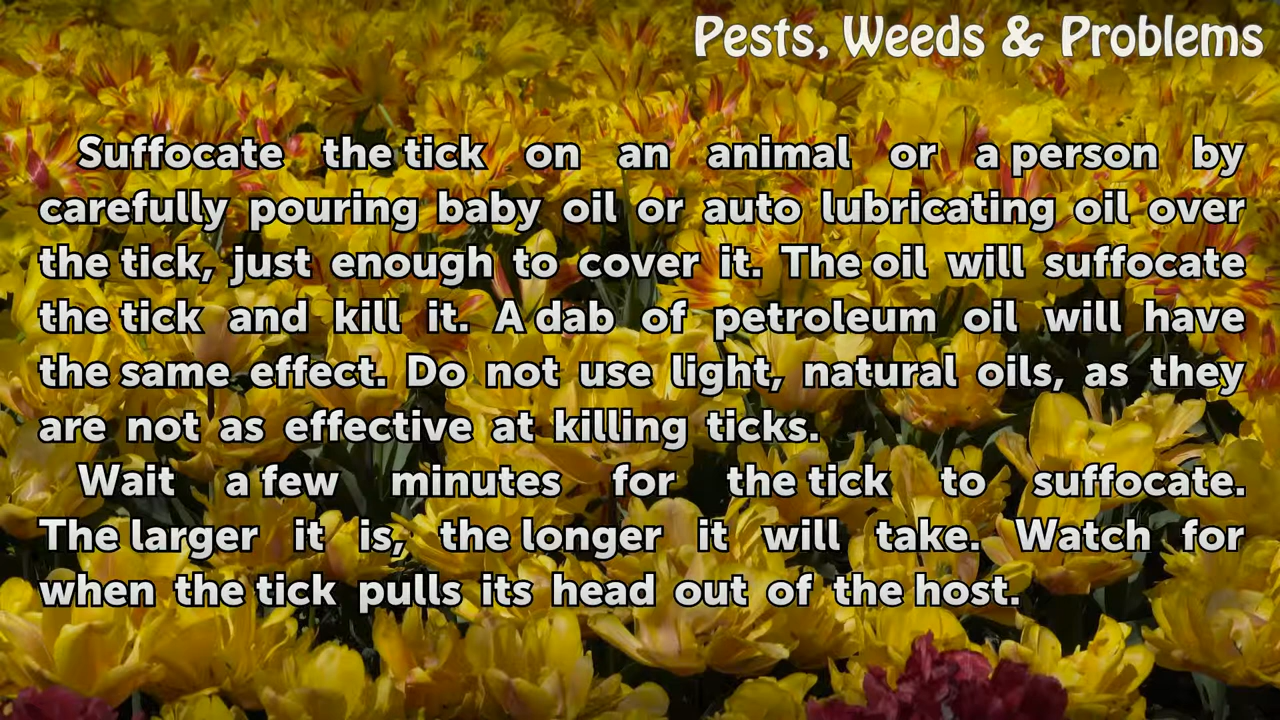 Pests, Weeds & Problems
Suffocate the tick on an animal or a person by
carefully pouring baby oil or auto lubricating oil over
the tick, just enough to cover it. The oil will suffocate
the tick and kill it. A dab of petroleum oil will have
the same effect. Do not use light, natural oils, as they
are not as effective at killing ticks.
Wait a few minutes for the tick to suffocate.
The larger it is, the longer it will take. Watch for
when the tick pulls its head out of the host.